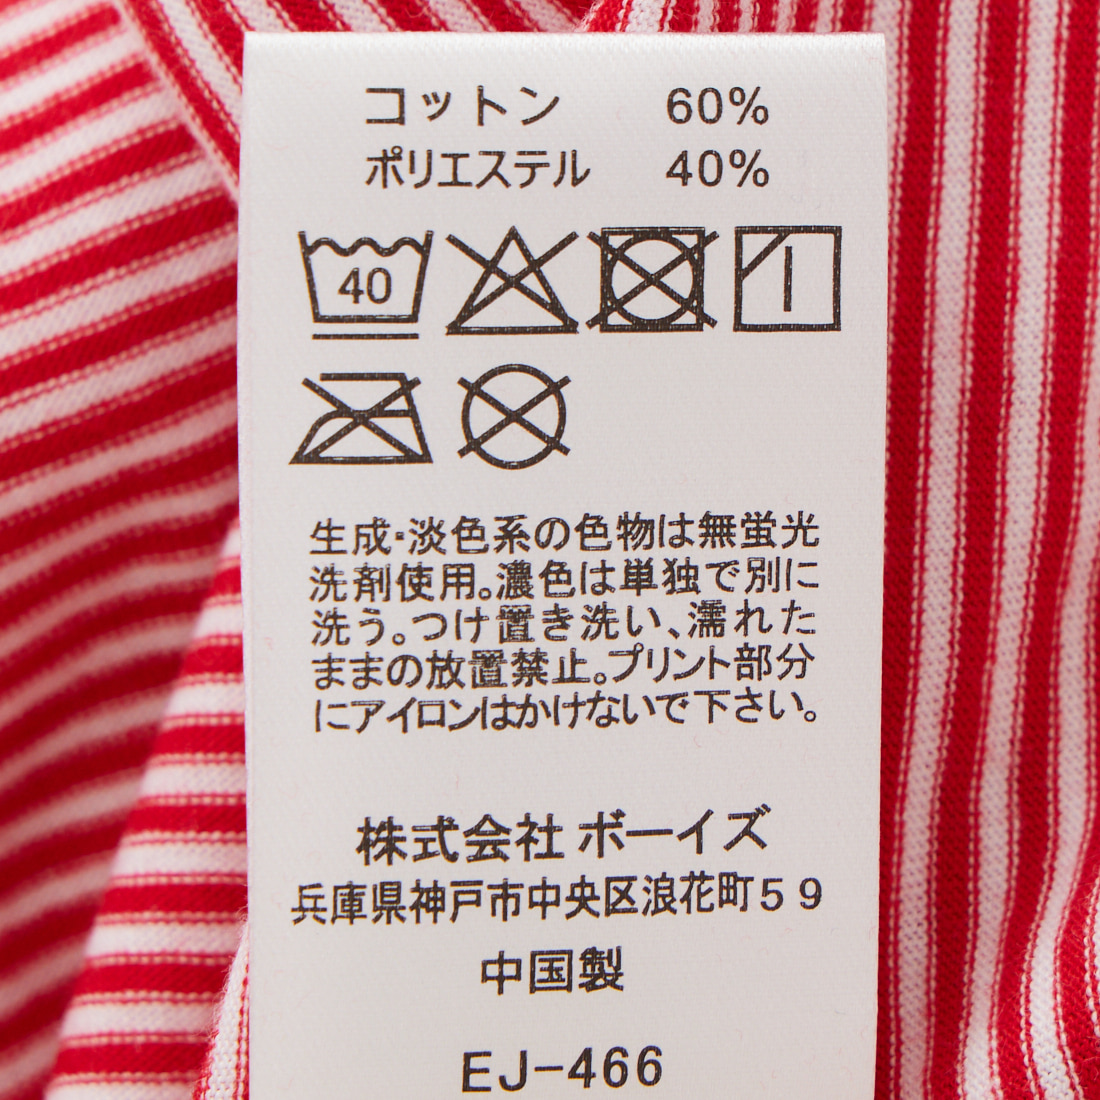 コットン 60%
ポリエステル 40%
40
生成・淡色系の色物は無蛍光
洗剤使用。濃色は単独で別に
洗う。つけ置き洗い、濡れた
ままの放置禁止。プリント部分
にアイロンはかけないで下さい。
株式会社 ボーイズ
兵庫県神戸市中央区浪花町59
中国製
EJ-466